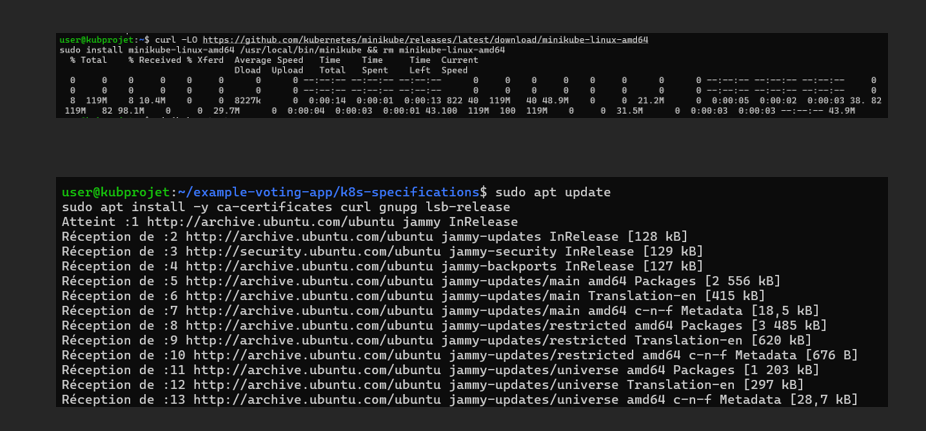 user@kubprojet:~$ curl -LO https://github.com/kubernetes/minikube/releases/latest/download/minikube-linux-amd64
sudo install minikube-linux-amd64 /usr/local/bin/minikube && rm minikube-linux-amd64
% Total % Received % Xferd Average Speed Time Time Time Current
Dload Upload Total Spent Left Speed
0 0 0 0 0 0 0 0 --:--:-- --:--:-- --:--:-- 0 0 0 0 0 0 0 0 --:--:-- --:--:-- --:--:-- 0
0 0 0 0 0 0 0 0 --:--:-- --:--:-- --:--:-- 0 0 0 0 0 0 0 0 --:--:-- --:--:-- --:--:-- 0
8 119M 8 10.4M 0 0 8227k 0 0:00:14 0:00:01 0:00:13 822 40 119M 40 48.9M 0 0 21.2M 0 0:00:05 0:00:02 0:00:03 38. 82
119M 82 98.1M 0 0 29.7M 0 0:00:04 0:00:03 0:00:01 43.100 119M 100 119M 0 0 31.5M 0 0:00:03 0:00:03 --:--:-- 43.9M
user@kubprojet:~/example-voting-app/k8s-specifications$ sudo apt update
sudo apt install -y ca-certificates curl gnupg lsb-release
Atteint :1 http://archive.ubuntu.com/ubuntu jammy InRelease
Réception de :2 http://archive.ubuntu.com/ubuntu jammy-updates InRelease [128 kB]
Réception de :3 http://security.ubuntu.com/ubuntu jammy-security InRelease [129 kB]
Réception de :4 http://archive.ubuntu.com/ubuntu jammy-backports InRelease [127 kB]
Réception de :5 http://archive.ubuntu.com/ubuntu jammy-updates/main amd64 Packages [2 556 kB]
Réception de :6 http://archive.ubuntu.com/ubuntu jammy-updates/main Translation-en [415 kB]
Réception de :7 http://archive.ubuntu.com/ubuntu jammy-updates/main amd64 c-n-f Metadata [18,5 kB]
Réception de :8 http://archive.ubuntu.com/ubuntu jammy-updates/restricted amd64 Packages [3 485 kB]
Réception de :9 http://archive.ubuntu.com/ubuntu jammy-updates/restricted Translation-en [620 kB]
Réception de :10 http://archive.ubuntu.com/ubuntu jammy-updates/restricted amd64 c-n-f Metadata [676 B]
Réception de :11 http://archive.ubuntu.com/ubuntu jammy-updates/universe amd64 Packages [1 203 kB]
Réception de :12 http://archive.ubuntu.com/ubuntu jammy-updates/universe Translation-en [297 kB]
Réception de :13 http://archive.ubuntu.com/ubuntu jammy-updates/universe amd64 c-n-f Metadata [28,7 kB]